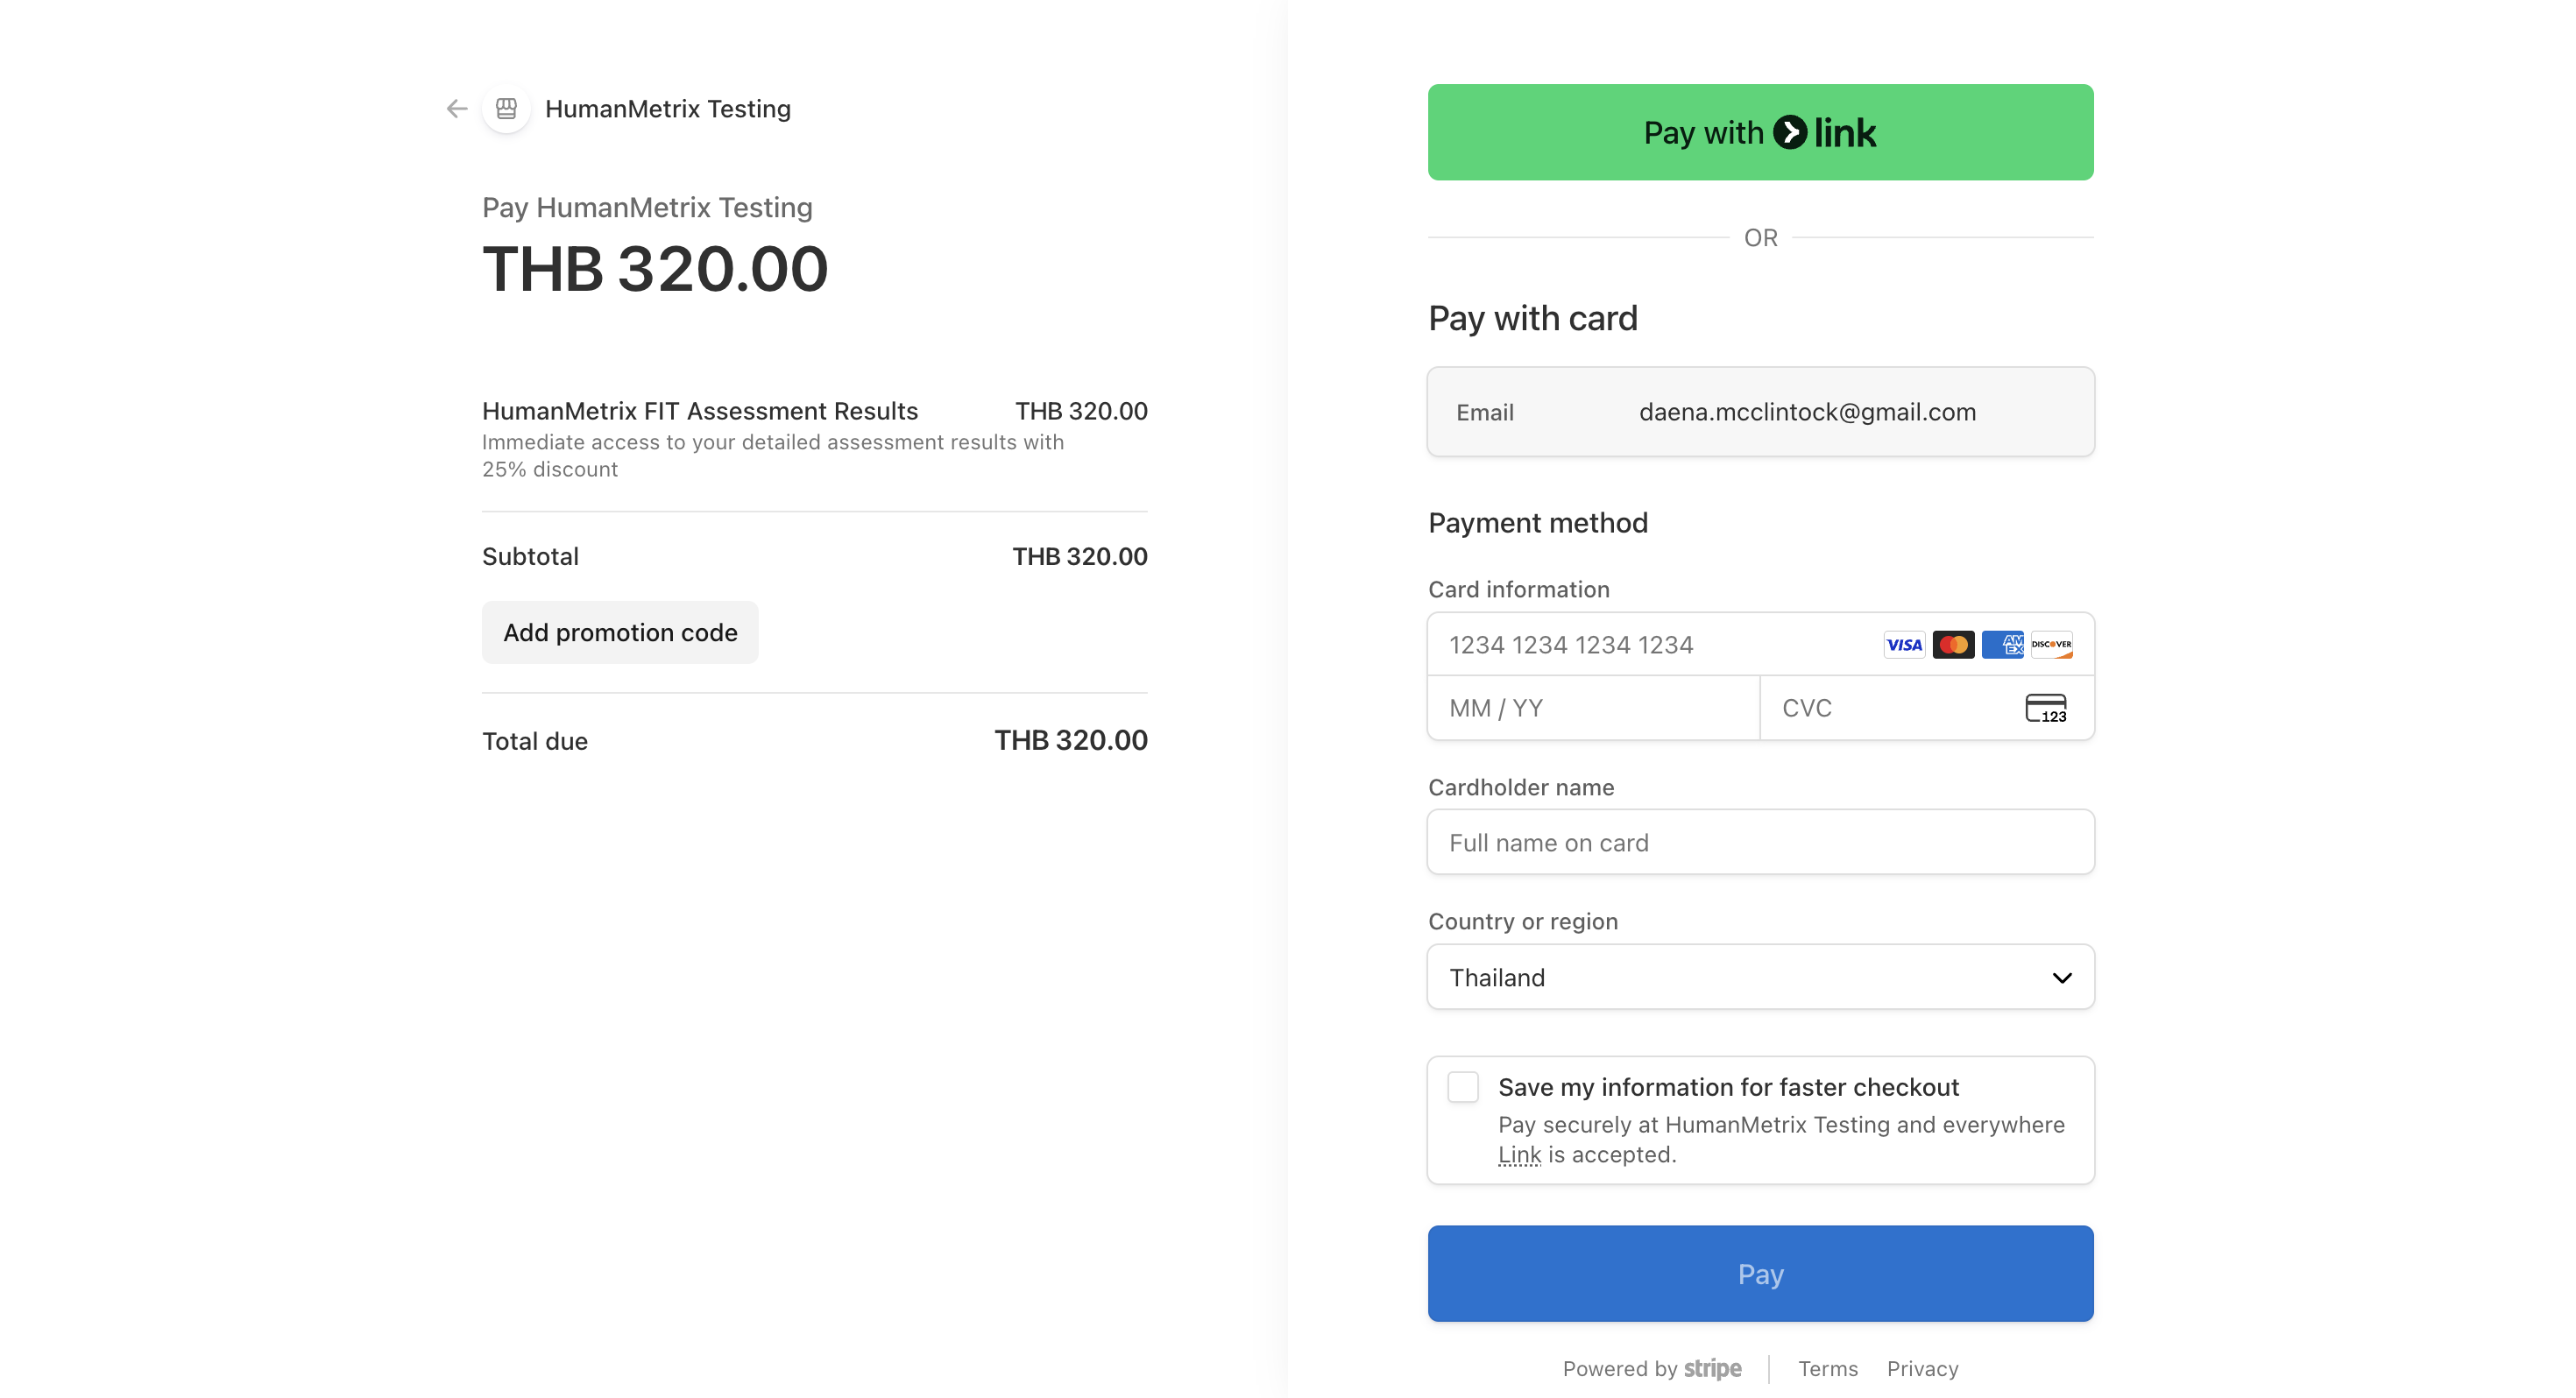 HumanMetrix Testing
Pay HumanMetrix Testing
THB 320.00
HumanMetrix FIT Assessment Results THB 320.00
Immediate access to your detailed assessment results with
25% discount
Subtotal THB 320.00
Add promotion code
Total due THB 320.00
Pay with link
OR
Pay with card
Email daena.mcclintock@gmail.com
Payment method
Card information
1234 1234 1234 1234 VISA AMEX DISCOVER
MM / YY CVC 123
Cardholder name
Full name on card
Country or region
Thailand
Save my information for faster checkout
Pay securely at HumanMetrix Testing and everywhere
Link is accepted.
Pay
Powered by stripe Terms Privacy